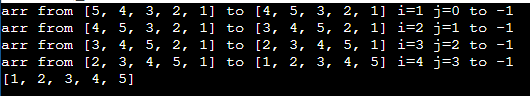 arr from [5, 4, 3, 2, 1] to [4, 5, 3, 2, 1] i=1 j=0 to -1
arr from [4, 5, 3, 2, 1] to [3, 4, 5, 2, 1] i=2 j=1 to -1
arr from [3, 4, 5, 2, 1] to [2, 3, 4, 5, 1] i=3 j=2 to -1
arr from [2, 3, 4, 5, 1] to [1, 2, 3, 4, 5] i=4 j=3 to -1
[1, 2, 3, 4, 5]